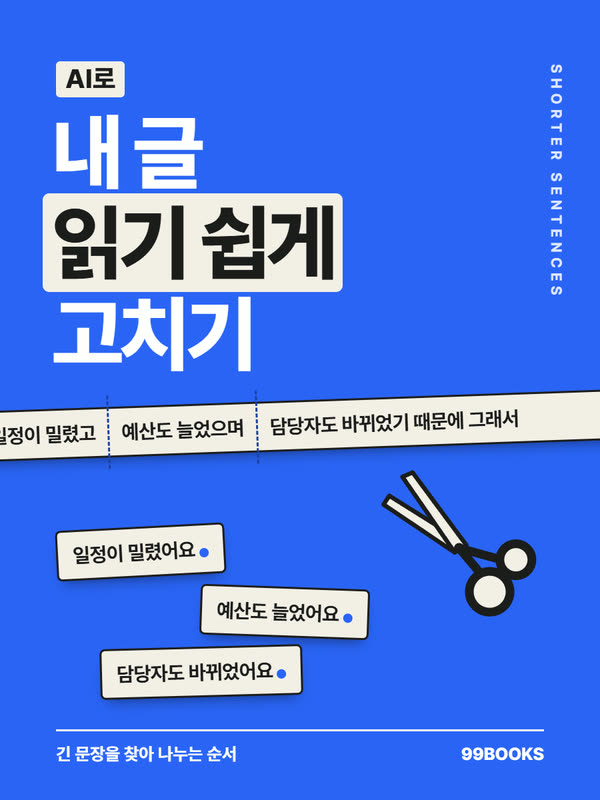 AI로
내 글
읽기 쉽게
고치기
SHORTER SENTENCES
일정이 밀렸고
예산도 늘었으며
담당자도 바뀌었기 때문에 그래서
일정이 밀렸어요
예산도 늘었어요
담당자도 바뀌었어요
긴 문장을 찾아 나누는 순서
99BOOKS